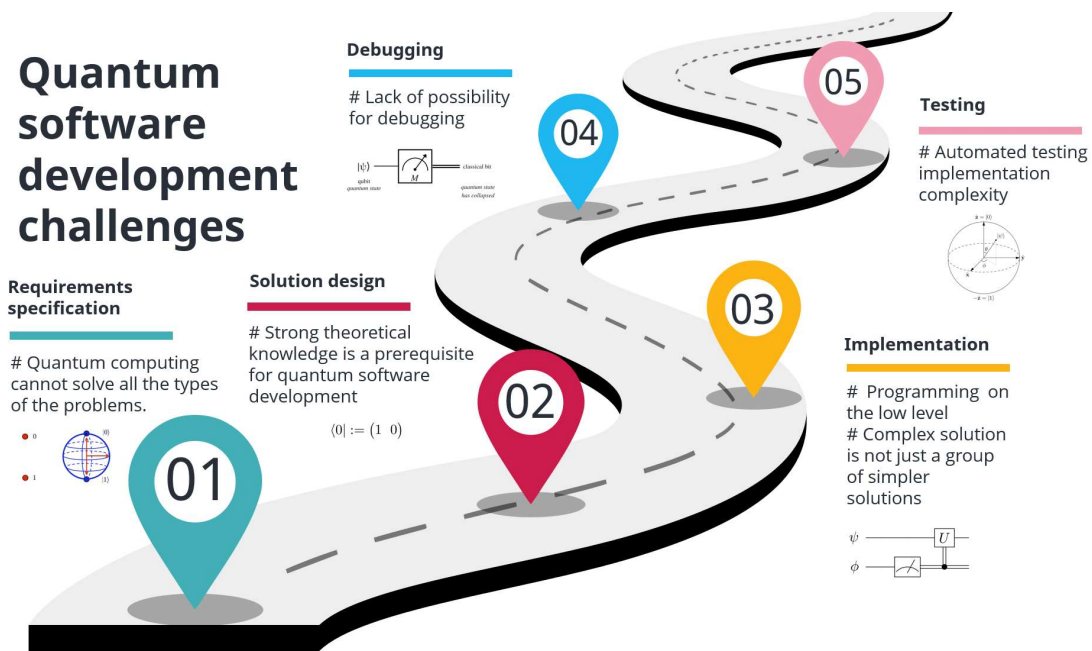 Quantum
software
development
challenges
Requirements
specification
# Quantum computing
cannot solve all the types
of the problems.
0
1
|0⟩
|1⟩
01
Solution design
# Strong theoretical
knowledge is a prerequisite
for quantum software
development
⟨0| := (1 0)
02
03
Implementation
# Programming on
the low level
# Complex solution
is not just a group
of simpler
solutions
ψ
U
ϕ
Debugging
# Lack of possibility
for debugging
|ψ⟩
M
classical bit
qubit
quantum state
quantum state
has collapsed
04
05
Testing
# Automated testing
implementation
complexity
ẑ = |0⟩
|ψ⟩
θ
φ
x̂
ŷ
−ẑ = |1⟩